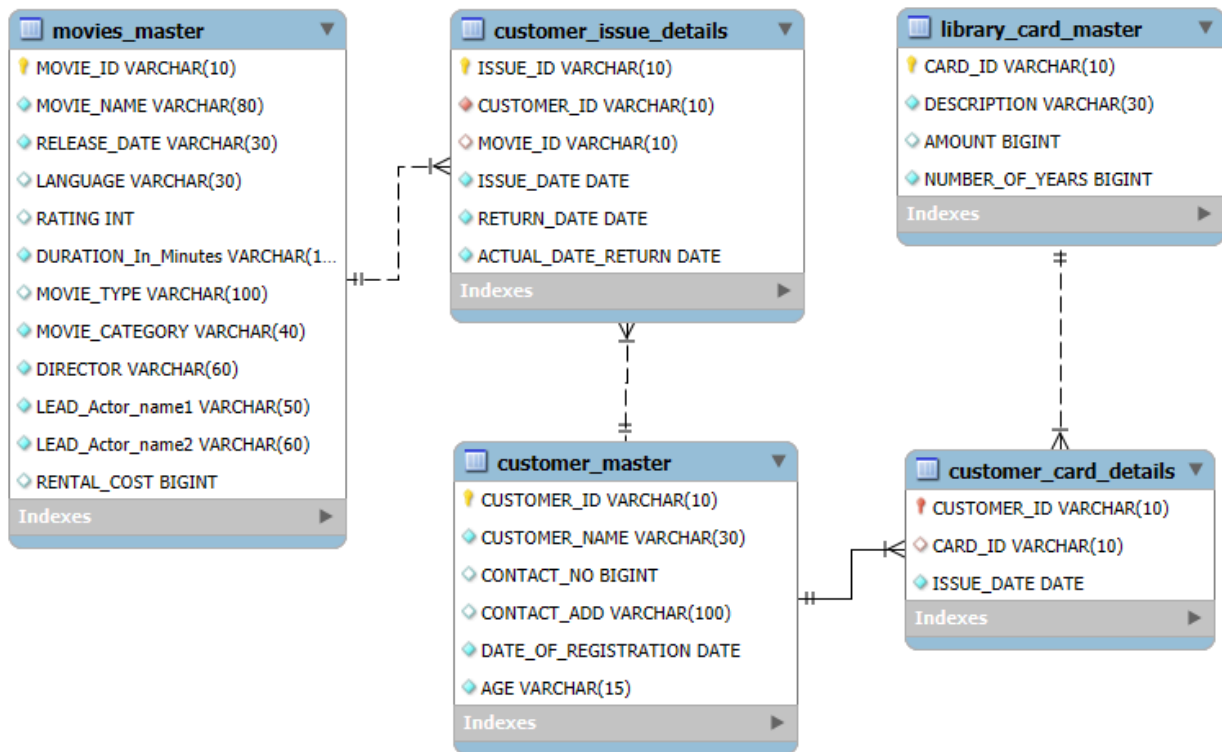 movies_master
MOVIE_ID VARCHAR(10)
MOVIE_NAME VARCHAR(80)
RELEASE_DATE VARCHAR(30)
LANGUAGE VARCHAR(30)
RATING INT
DURATION_In_Minutes VARCHAR(1...
MOVIE_TYPE VARCHAR(100)
MOVIE_CATEGORY VARCHAR(40)
DIRECTOR VARCHAR(60)
LEAD_Actor_name1 VARCHAR(50)
LEAD_Actor_name2 VARCHAR(60)
RENTAL_COST BIGINT
Indexes
customer_issue_details
ISSUE_ID VARCHAR(10)
CUSTOMER_ID VARCHAR(10)
MOVIE_ID VARCHAR(10)
ISSUE_DATE DATE
RETURN_DATE DATE
ACTUAL_DATE_RETURN DATE
Indexes
library_card_master
CARD_ID VARCHAR(10)
DESCRIPTION VARCHAR(30)
AMOUNT BIGINT
NUMBER_OF_YEARS BIGINT
Indexes
customer_master
CUSTOMER_ID VARCHAR(10)
CUSTOMER_NAME VARCHAR(30)
CONTACT_NO BIGINT
CONTACT_ADD VARCHAR(100)
DATE_OF_REGISTRATION DATE
AGE VARCHAR(15)
Indexes
customer_card_details
CUSTOMER_ID VARCHAR(10)
CARD_ID VARCHAR(10)
ISSUE_DATE DATE
Indexes